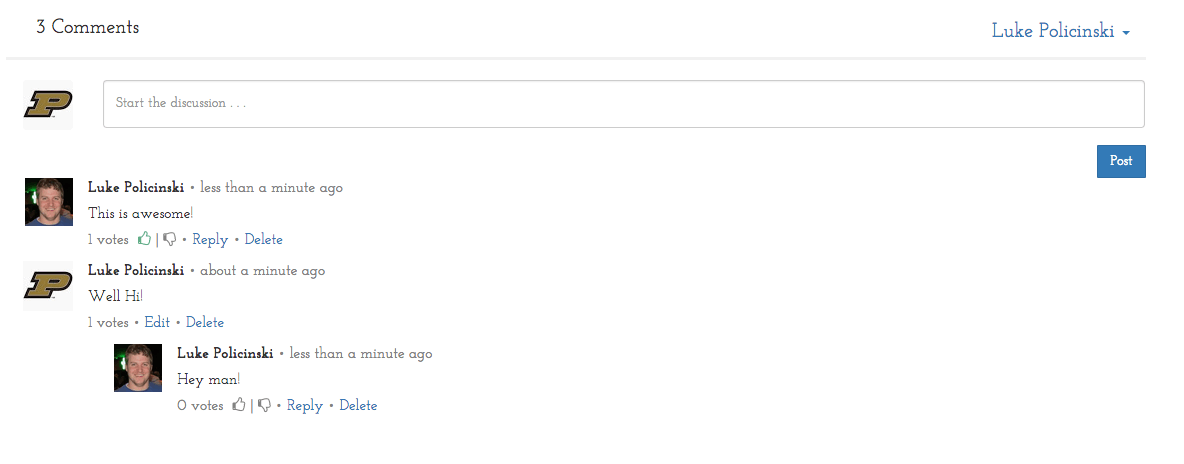 3 Comments
Luke Policinski
P
Start the discussion . . .
Post
Luke Policinski • less than a minute ago
This is awesome!
1 votes | • Reply • Delete
P
Luke Policinski • about a minute ago
Well Hi!
1 votes • Edit • Delete
Luke Policinski • less than a minute ago
Hey man!
0 votes | • Reply • Delete